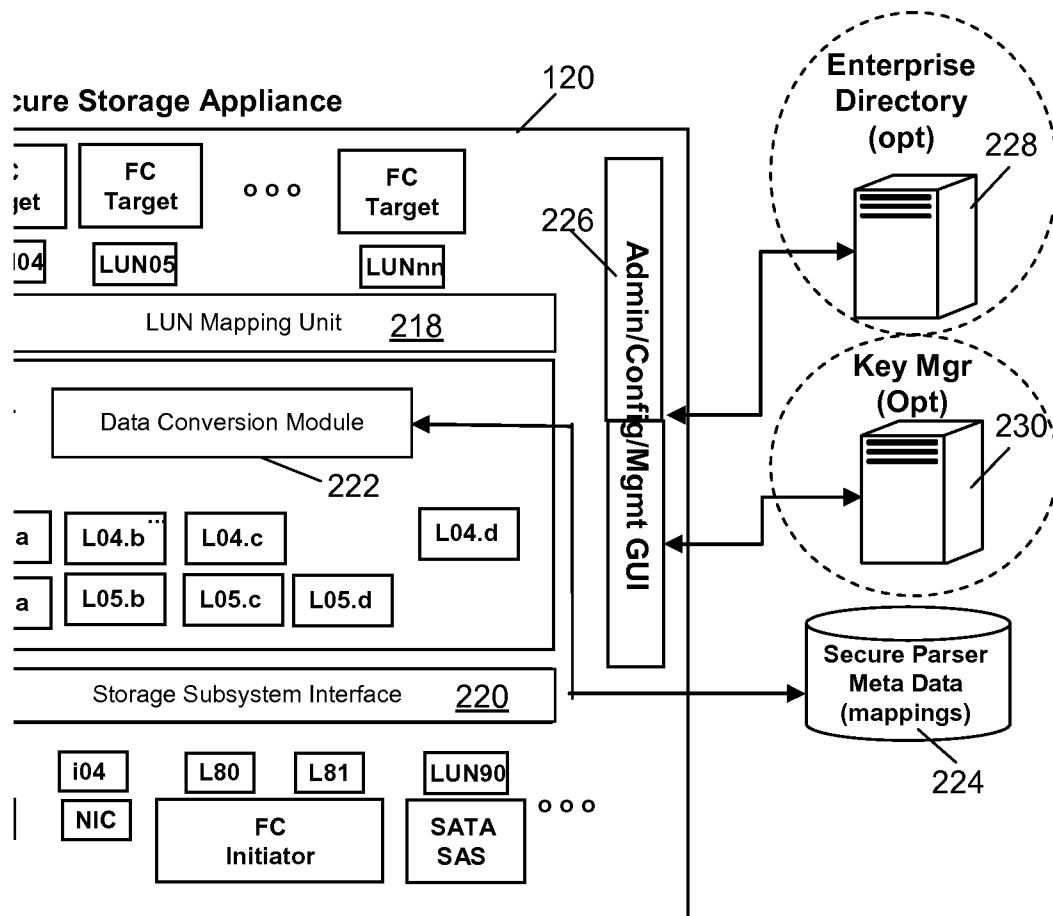 cure Storage Appliance
120
Enterprise
Directory
(opt)
228
get
FC
Target
o o o
FC
Target
LUN05
LUNnn
226
Admin/Config/Mgmt GUI
LUN Mapping Unit 218
Key Mgr
(Opt)
230
Data Conversion Module
222
a
L04.b
...
L04.c
L04.d
a
L05.b
L05.c
L05.d
Storage Subsystem Interface 220
Secure Parser
Meta Data
(mappings)
224
i04
L80
L81
LUN90
NIC
FC
Initiator
SATA
SAS
o o o